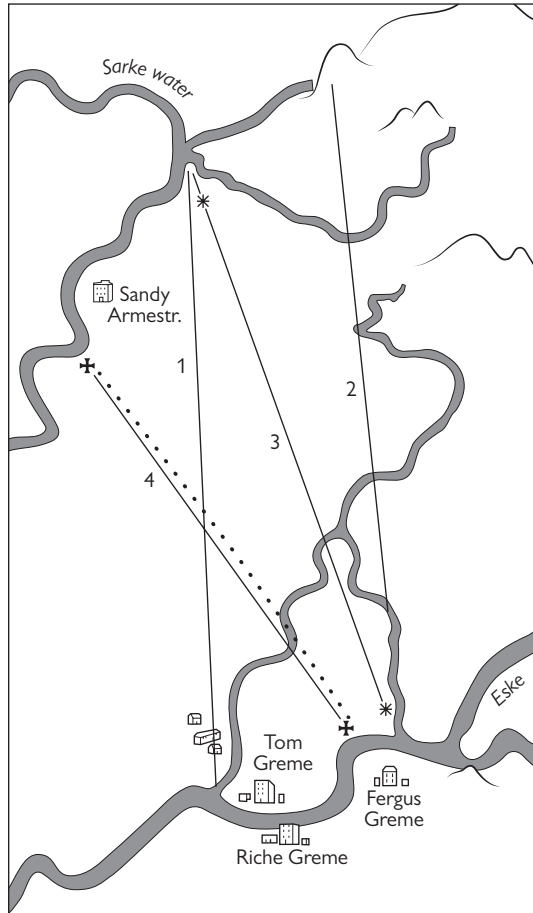 Sarke water
Sandy
Armestr.
1
2
3
4
Eske
Tom
Greme
Fergus
Greme
Riche Greme